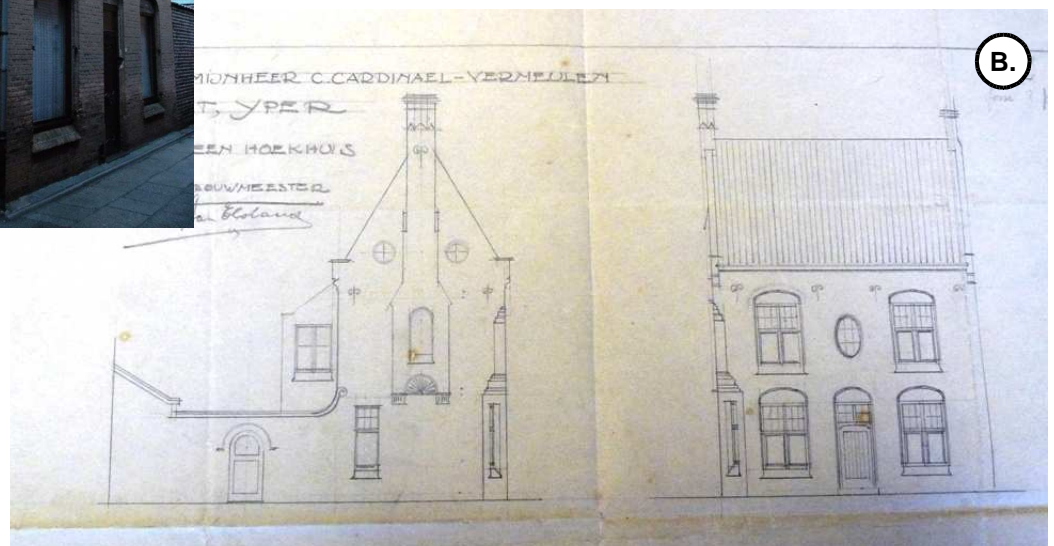 B.
MIJNHEER C. CARDINAEL-VERMEULEN
T, YPER
EEN HOEKHUIS
BOUWMEESTER